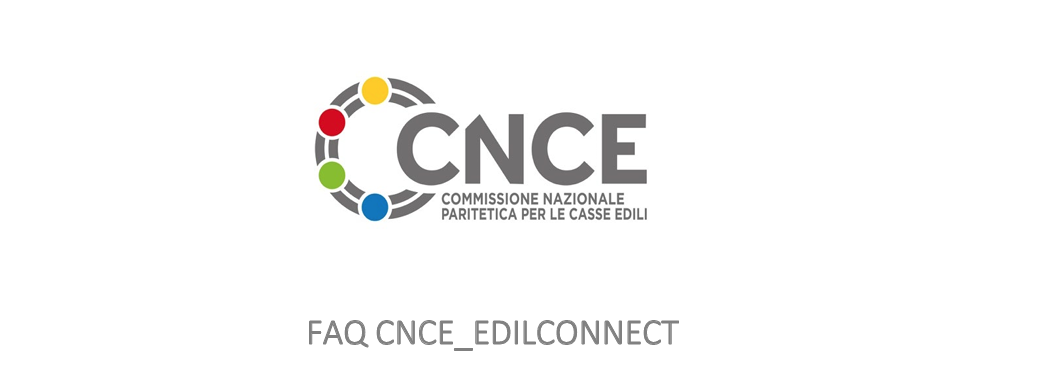 CNCE
COMMISSIONE NAZIONALE
PARITETICA PER LE CASSE EDILI
FAQ CNCE_EDILCONNECT